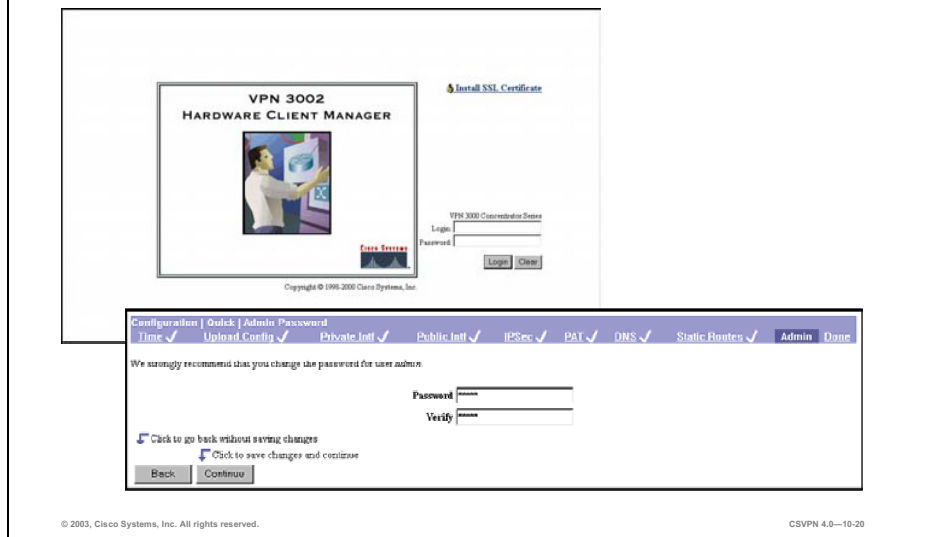 Install SSL Certificate
VPN 3002
HARDWARE CLIENT MANAGER
VPN 3000 Concentrator Series
Login
Password
CISCO SYSTEMS
Login Clear
Copyright © 1998-2000 Cisco Systems, Inc.
Configuration | Quick | Admin Password
Time ✓ Upload Config ✓ Private Intf ✓ Public Intf ✓ IPSec ✓ PAT ✓ DNS ✓ Static Routes ✓ Admin Done
We strongly recommend that you change the password for user admin.
Password *****
Verify *****
Click to go back without saving changes
Click to save changes and continue
Back Continue
© 2003, Cisco Systems, Inc. All rights reserved. CSVPN 4.0—10-20